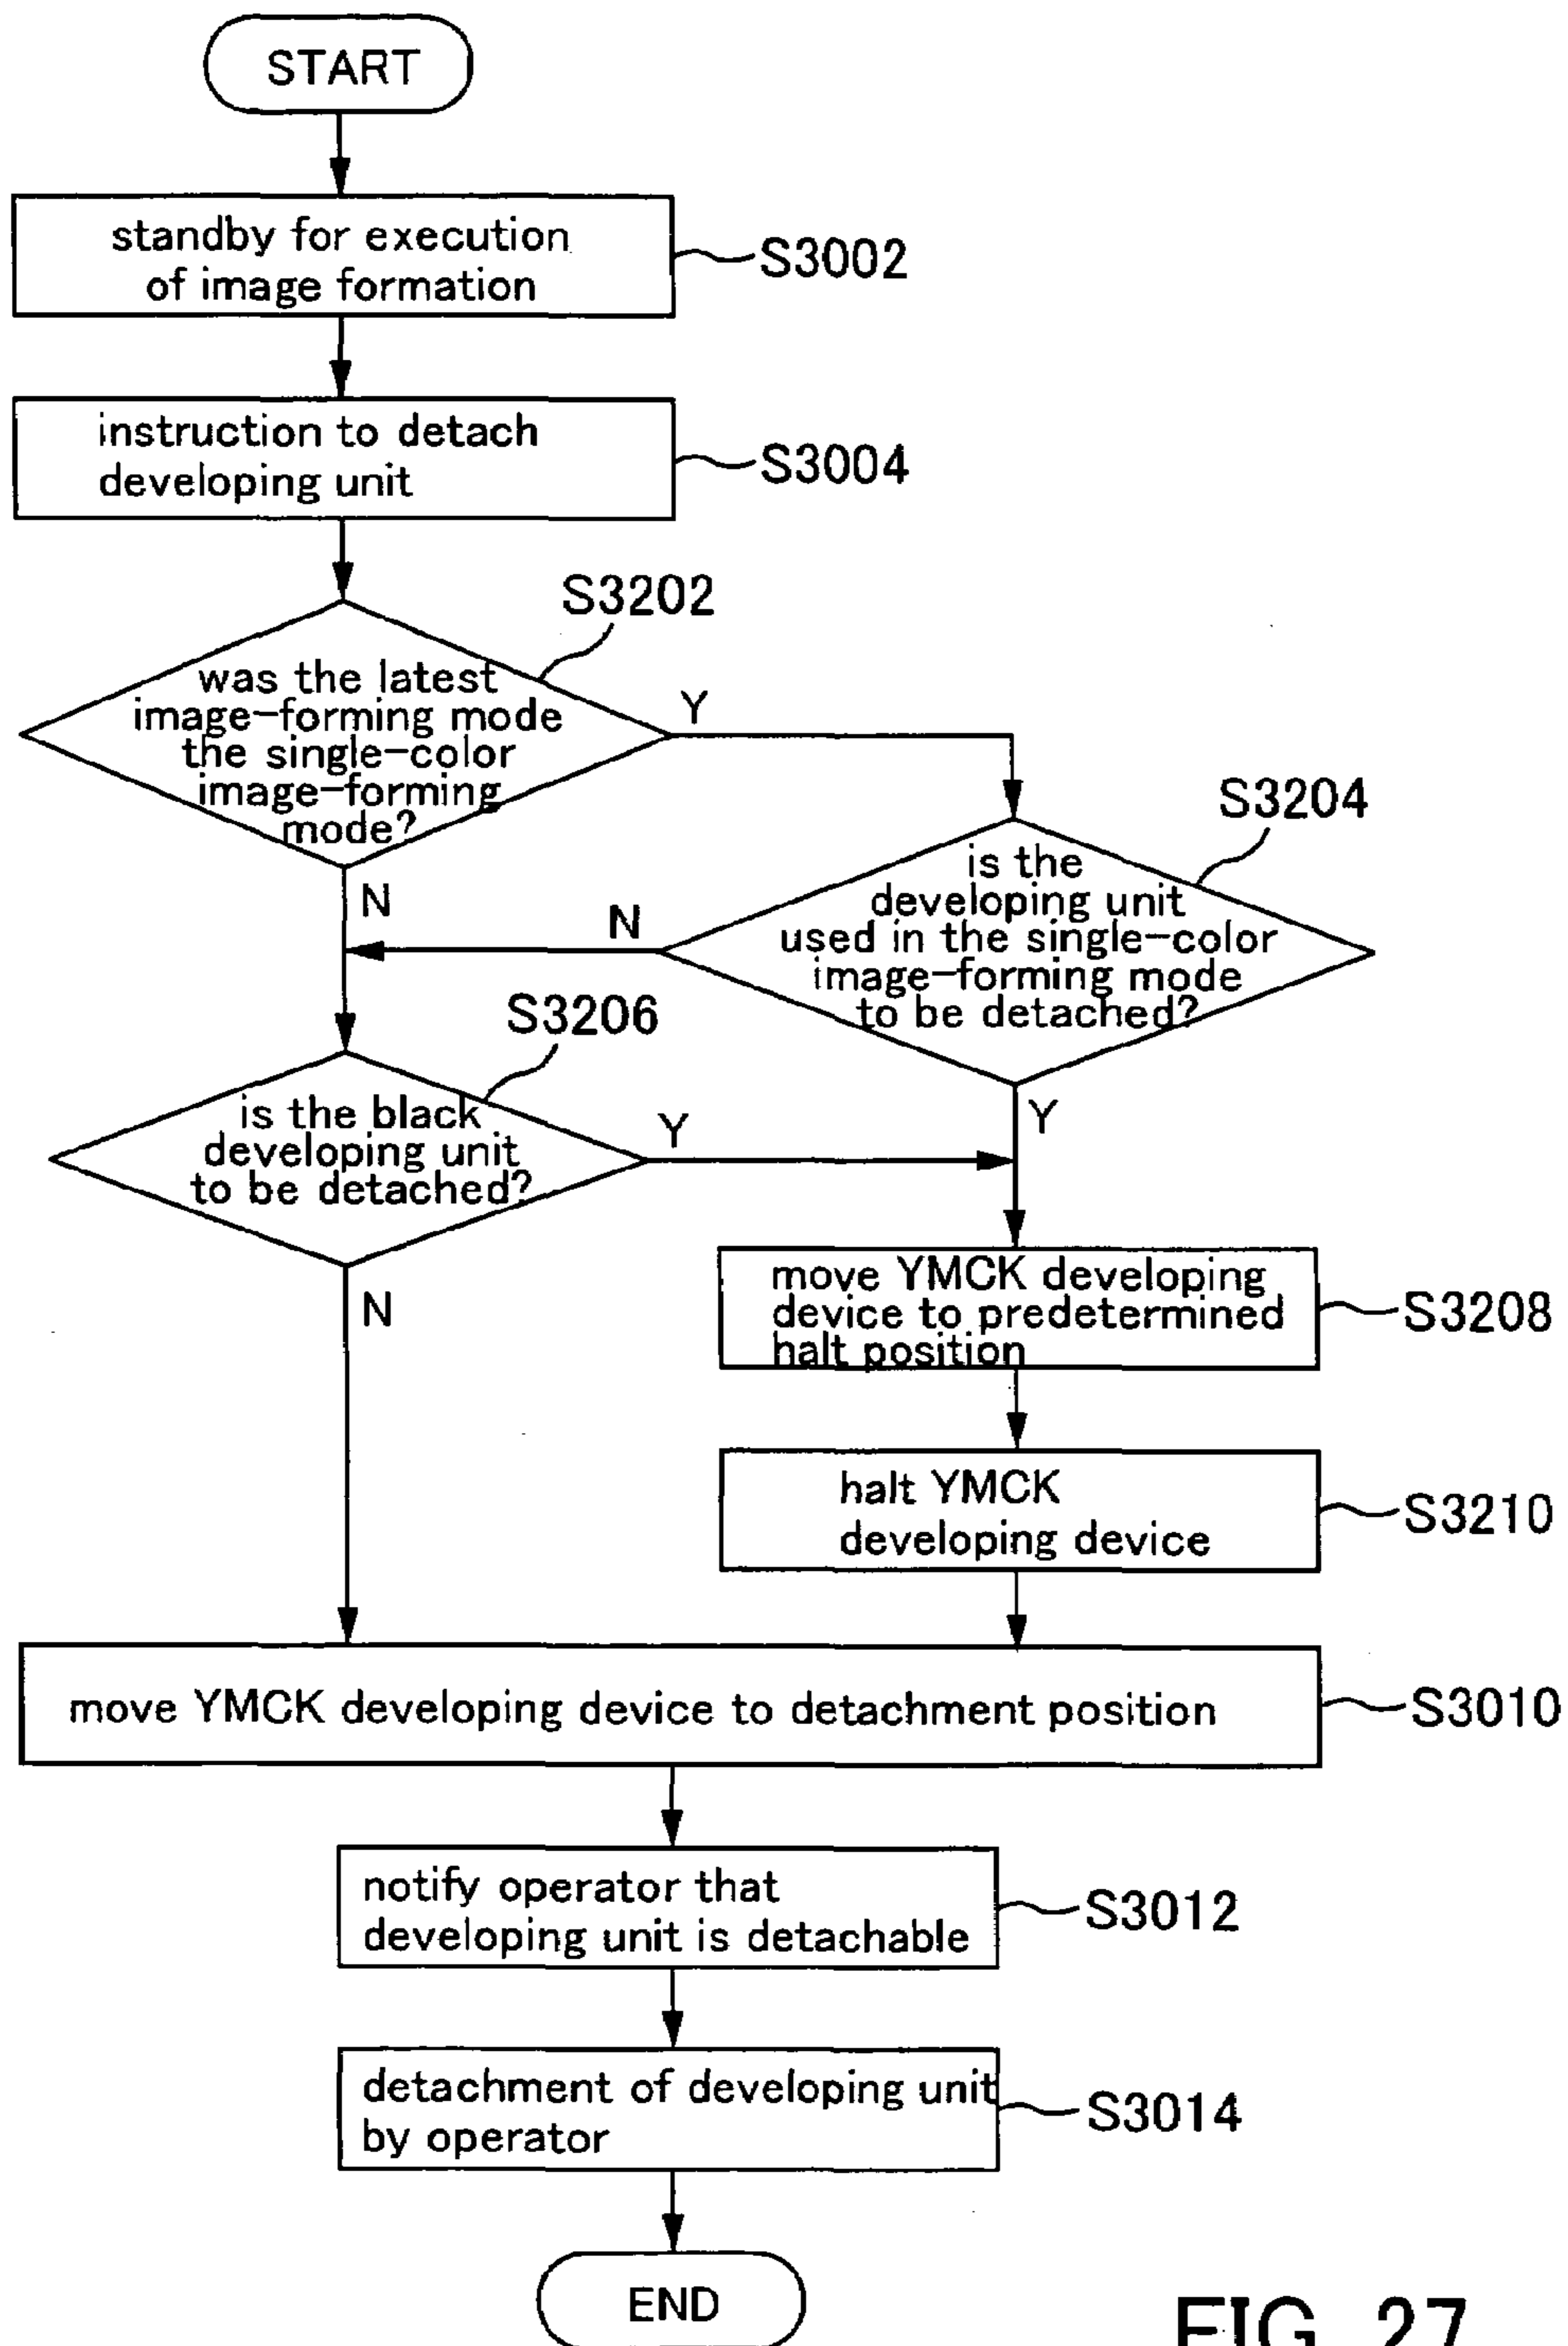 START
standby for execution
of image formation
S3002
instruction to detach
developing unit
S3004
S3202
was the latest
image-forming mode
the single-color
image-forming
mode?
Y
N
S3204
is the
developing unit
used in the single-color
image-forming mode
to be detached?
N
Y
S3206
is the black
developing unit
to be detached?
Y
N
move YMCK developing
device to predetermined
halt position
S3208
halt YMCK
developing device
S3210
move YMCK developing device to detachment position
S3010
notify operator that
developing unit is detachable
S3012
detachment of developing unit
by operator
S3014
END
FIG. 27